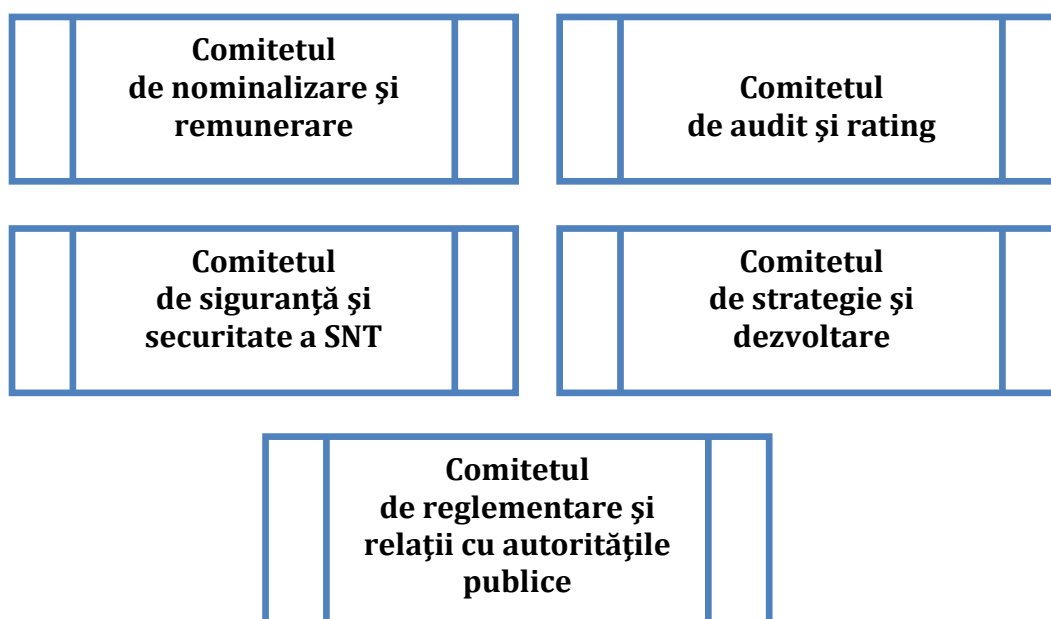 Comitetul
de nominalizare şi
remunerare
Comitetul
de audit şi rating
Comitetul
de siguranţă şi
securitate a SNT
Comitetul
de strategie şi
dezvoltare
Comitetul
de reglementare şi
relaţii cu autorităţile
publice